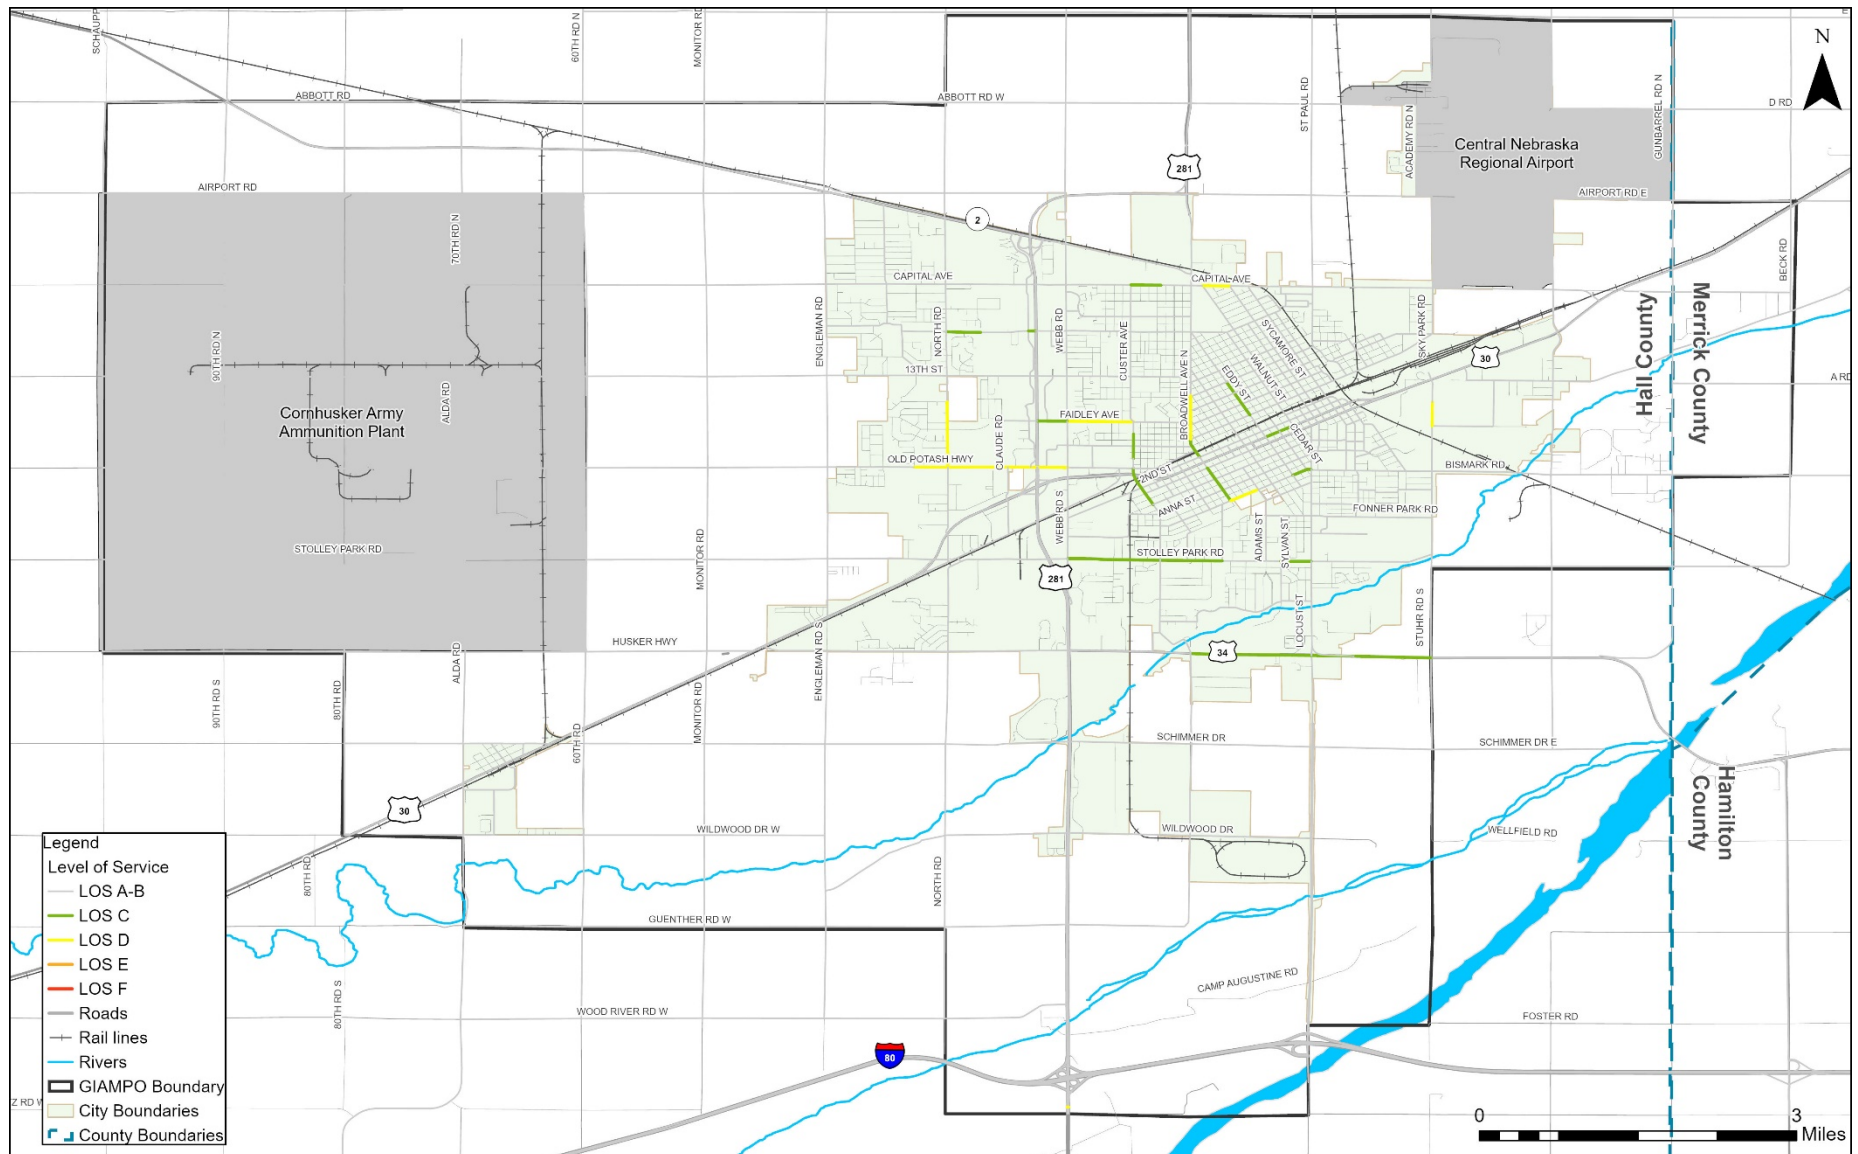 SCHAUPP
60TH RD N
MONITOR RD
N
ABBOTT RD
ABBOTT RD W
ST PAUL RD
ACADEMY RD N
GUNBARREL RD N
D RD
Central Nebraska
Regional Airport
281
AIRPORT RD
AIRPORT RD E
70TH RD N
2
BECK RD
CAPITAL AVE
CAPITAL AVE
ENGLEMAN RD
NORTH RD
WEBB RD
CUSTER AVE
BROADWELL AVE N
SYCAMORE ST
WALNUT ST
EDDY ST
SKY PARK RD
30
Hall County
Merrick County
90TH RD N
13TH ST
A RD
ALDA RD
Cornhusker Army
Ammunition Plant
FAIDLEY AVE
CLAUDE RD
CEDAR ST
OLD POTASH HWY
2ND ST
BISMARK RD
WEBB RD S
ANNA ST
ADAMS ST
SYLVAN ST
FONNER PARK RD
STOLLEY PARK RD
MONITOR RD
STOLLEY PARK RD
281
LOCUST ST
STUHR RD S
HUSKER HWY
34
ALDA RD
ENGLEMAN RD S
90TH RD S
80TH RD
MONITOR RD
60TH RD
SCHIMMER DR
SCHIMMER DR E
Hamilton
County
30
WILDWOOD DR W
WILDWOOD DR
WELLFIELD RD
80TH RD
NORTH RD
GUENTHER RD W
CAMP AUGUSTINE RD
80TH RD S
WOOD RIVER RD W
FOSTER RD
80
Legend
Level of Service
LOS A-B
LOS C
LOS D
LOS E
LOS F
Roads
Rail lines
Rivers
GIAMPO Boundary
City Boundaries
County Boundaries
0 3
Miles